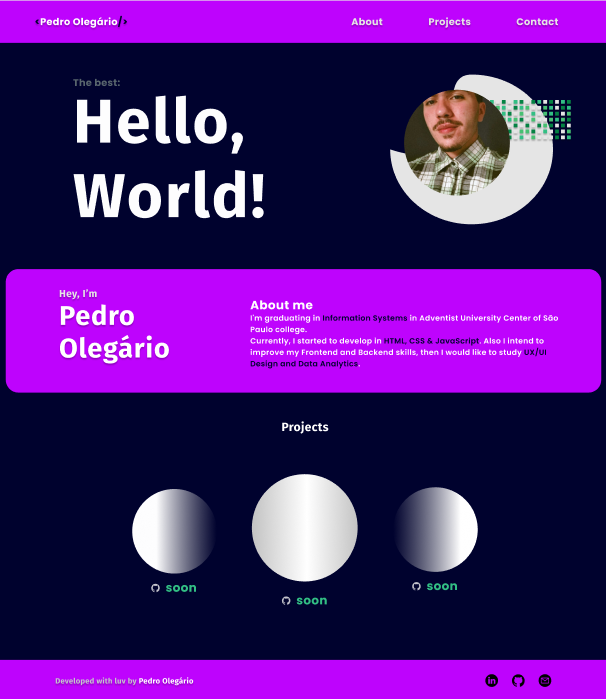 <Pedro Olegário/>
About Projects Contact
The best:
Hello,
World!
Hey, I'm
Pedro
Olegário
About me
I'm graduating in Information Systems in Adventist University Center of São
Paulo college.
Currently, I started to develop in HTML, CSS & JavaScript. Also I intend to
improve my Frontend and Backend skills, then I would like to study UX/UI
Design and Data Analytics.
Projects
soon
soon
soon
Developed with luv by Pedro Olegário
in